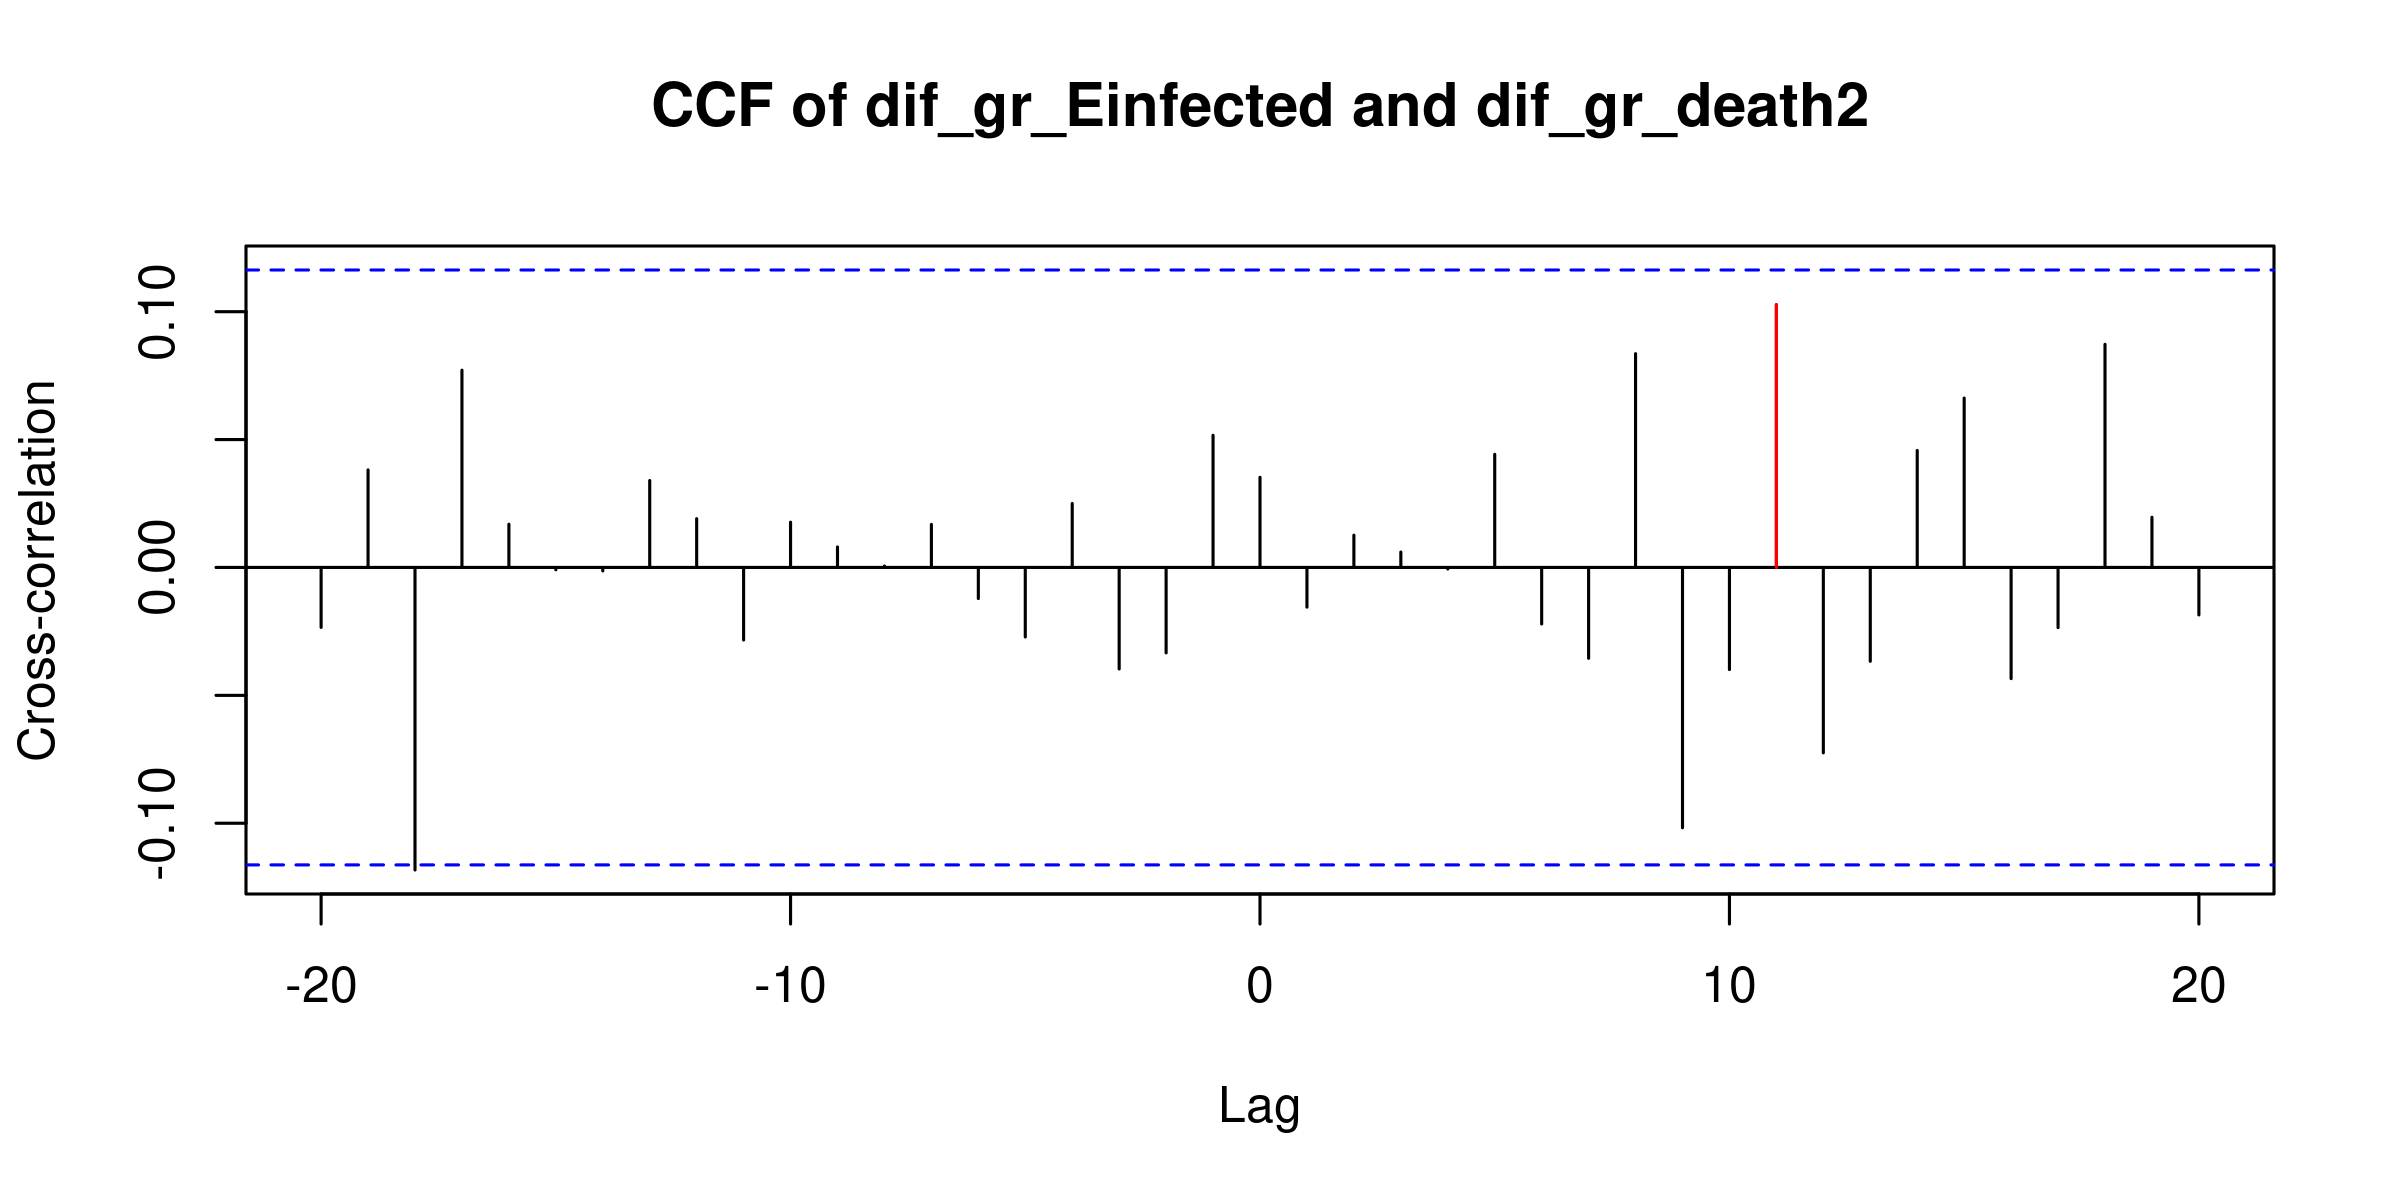 CCF of dif_gr_Einfected and dif_gr_death2
Cross-correlation
0.10
0.00
-0.10
-20 -10 0 10 20
Lag